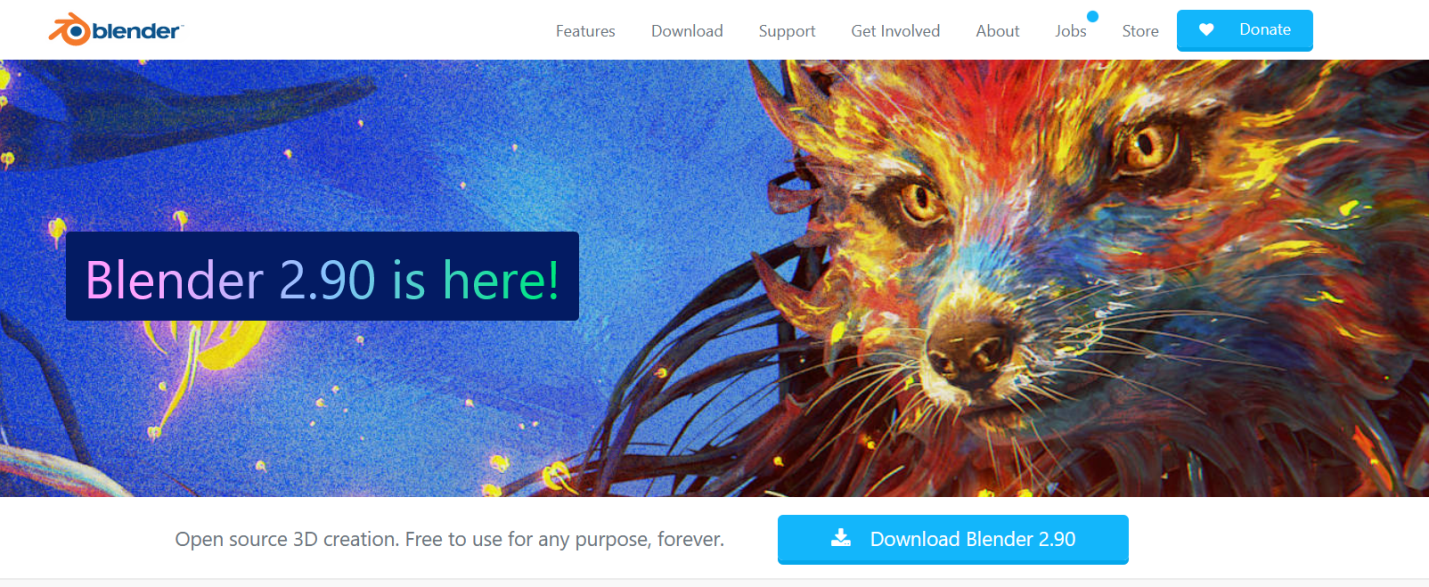 blender™
Features Download Support Get Involved About Jobs Store Donate
Blender 2.90 is here!
Open source 3D creation. Free to use for any purpose, forever. Download Blender 2.90